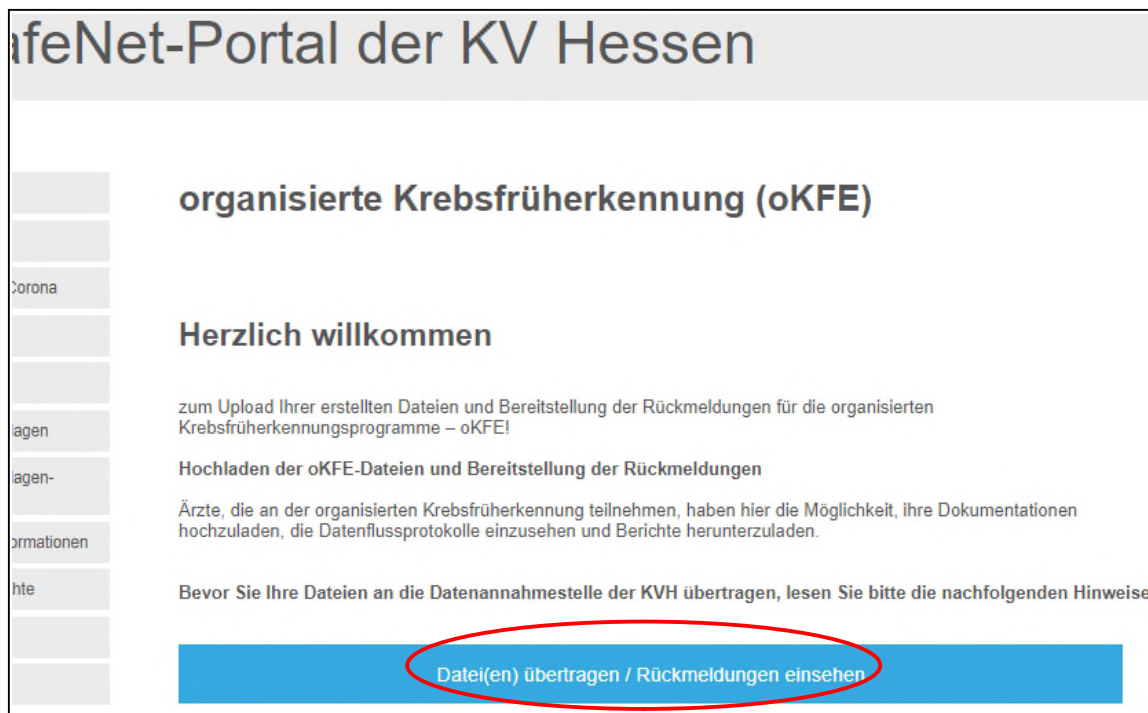 afeNet-Portal der KV Hessen
organisierte Krebsfrüherkennung (oKFE)
Corona
Herzlich willkommen
zum Upload Ihrer erstellten Dateien und Bereitstellung der Rückmeldungen für die organisierten
lagen
Krebsfrüherkennungsprogramme – oKFE!
lagen-
Hochladen der oKFE-Dateien und Bereitstellung der Rückmeldungen
Ärzte, die an der organisierten Krebsfrüherkennung teilnehmen, haben hier die Möglichkeit, ihre Dokumentationen
hochzuladen, die Datenflussprotokolle einzusehen und Berichte herunterzuladen.
ormationen
hte
Bevor Sie Ihre Dateien an die Datenannahmestelle der KVH übertragen, lesen Sie bitte die nachfolgenden Hinweise
Datei(en) übertragen / Rückmeldungen einsehen